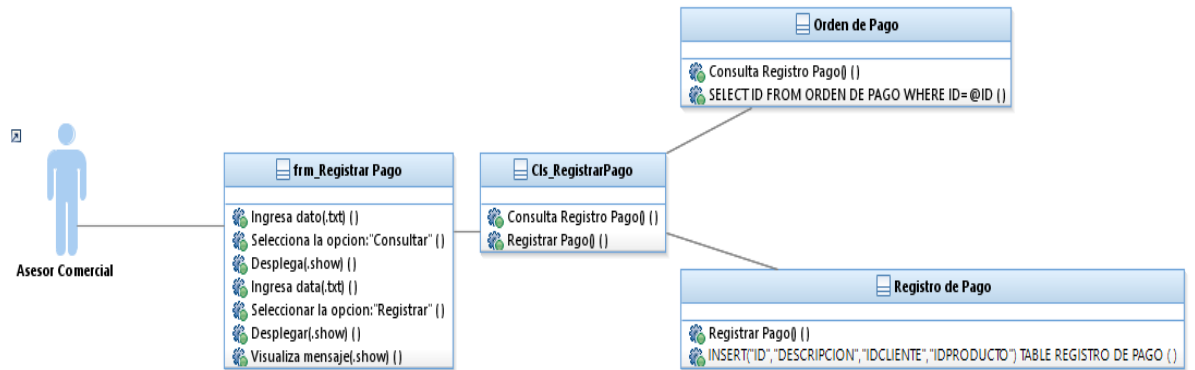 Asesor Comercial
frm_Registrar Pago
Ingresa dato(.txt) ( )
Selecciona la opcion:"Consultar" ( )
Desplega(.show) ( )
Ingresa data(.txt) ( )
Seleccionar la opcion:"Registrar" ( )
Desplegar(.show) ( )
Visualiza mensaje(.show) ( )
Cls_RegistrarPago
Consulta Registro Pago() ( )
Registrar Pago() ( )
Orden de Pago
Consulta Registro Pago() ( )
SELECT ID FROM ORDEN DE PAGO WHERE ID=@ID ( )
Registro de Pago
Registrar Pago() ( )
INSERT("ID","DESCRIPCION","IDCLIENTE","IDPRODUCTO") TABLE REGISTRO DE PAGO ( )